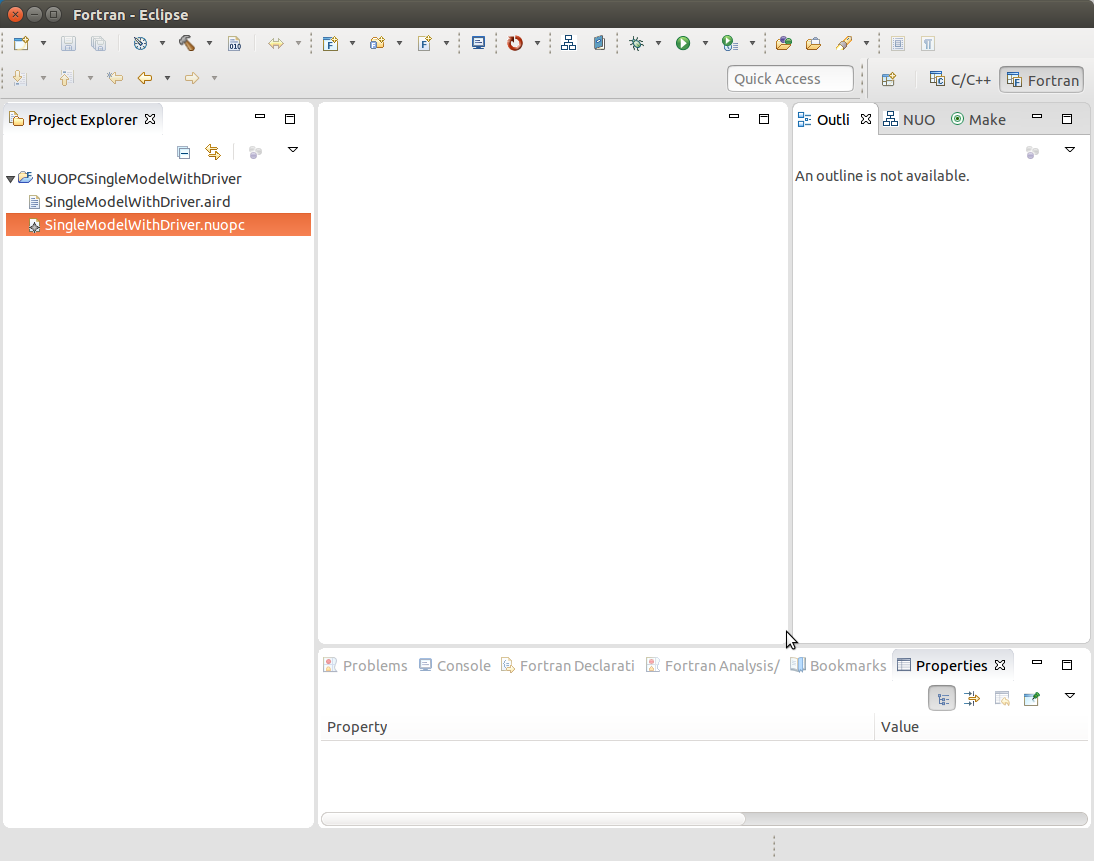 Fortran - Eclipse
010
Quick Access
C/C++
Fortran
Project Explorer
Outli
NUO
Make
NUOPCSingleModelWithDriver
An outline is not available.
SingleModelWithDriver.aird
SingleModelWithDriver.nuopc
Problems
Console
Fortran Declarati
Fortran Analysis/
Bookmarks
Properties
Property
Value